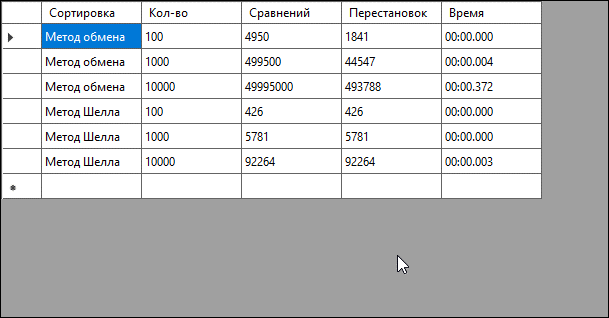 Сортировка Кол-во Сравнений Перестановок Время
Метод обмена 100 4950 1841 00:00.000
Метод обмена 1000 499500 44547 00:00.004
Метод обмена 10000 49995000 493788 00:00.372
Метод Шелла 100 426 426 00:00.000
Метод Шелла 1000 5781 5781 00:00.000
Метод Шелла 10000 92264 92264 00:00.003